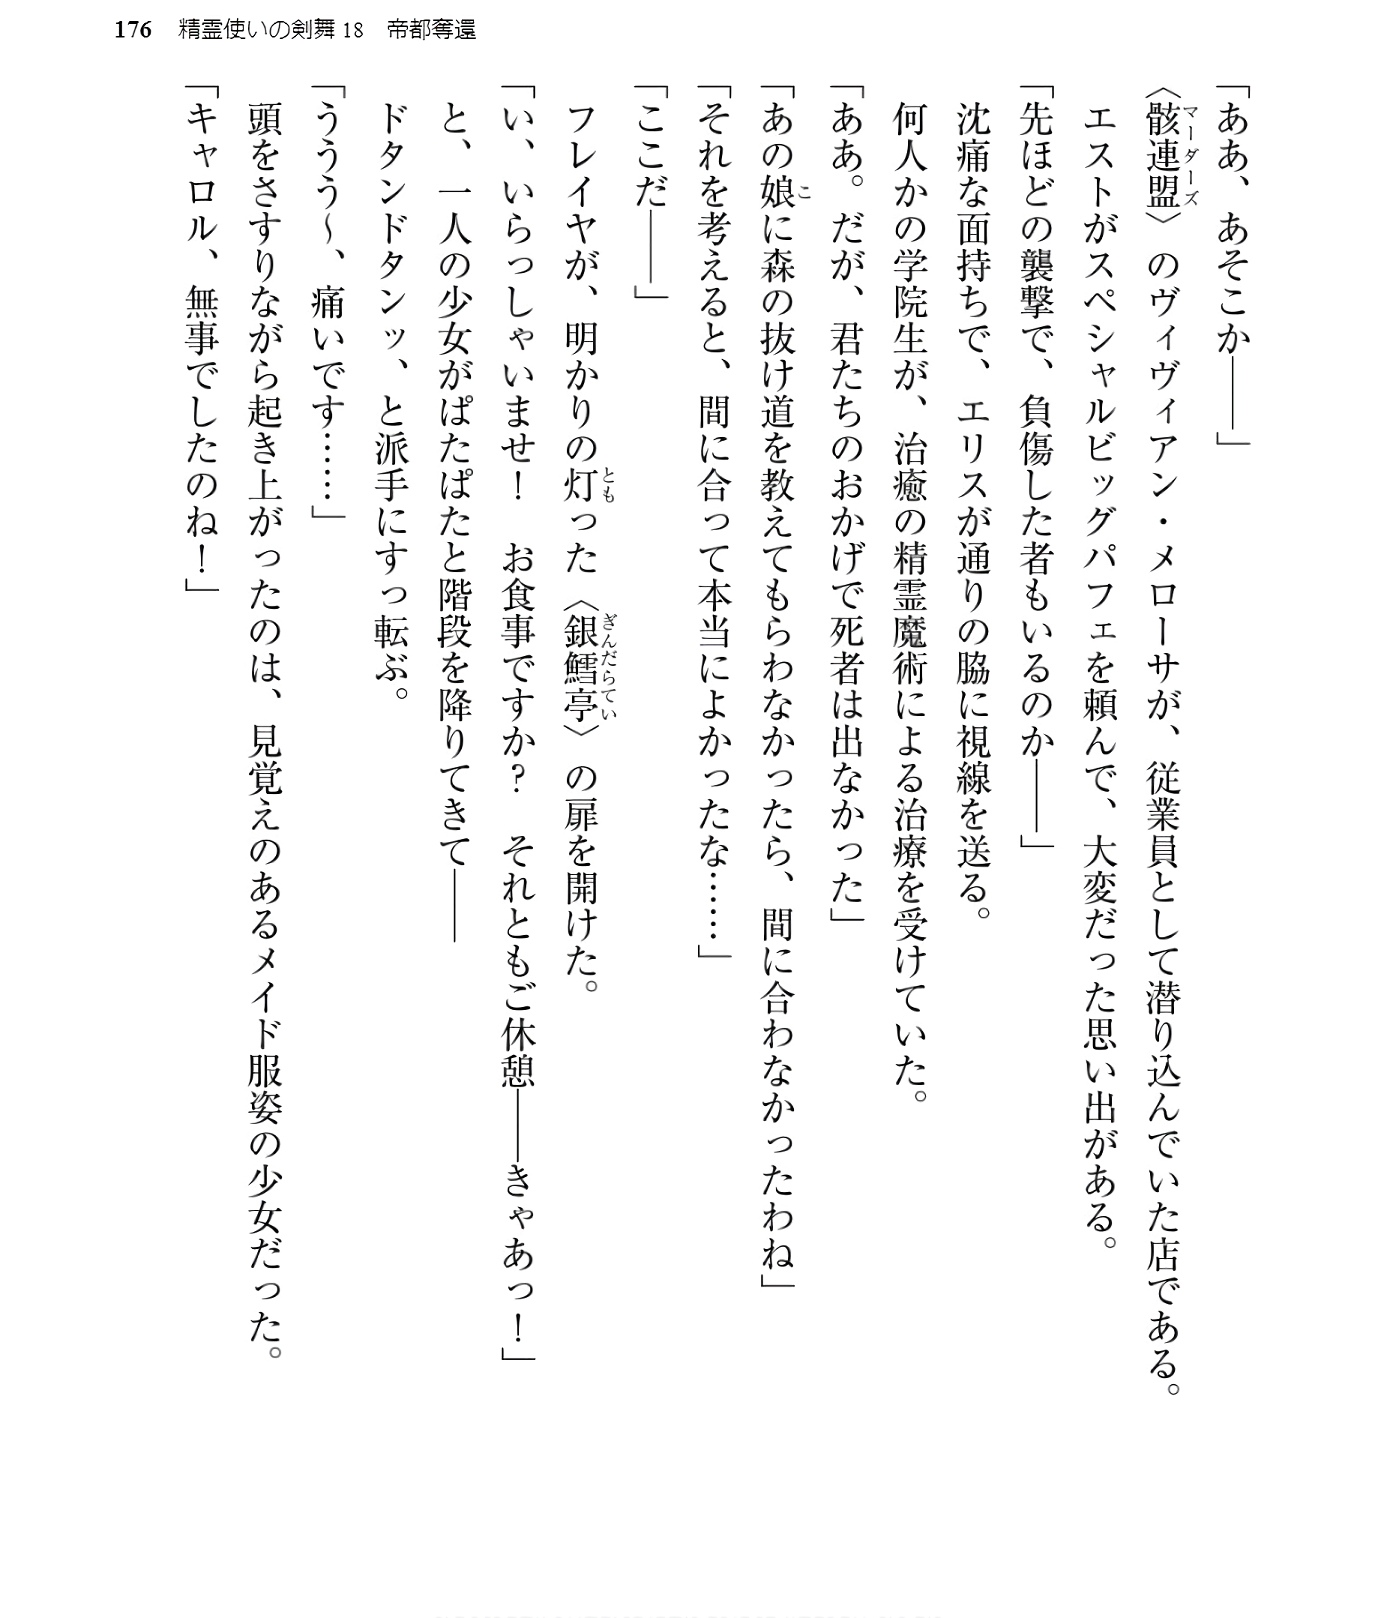 176 精霊使いの剣舞18 帝都奪還
「ああ、あそこか――」
〈骸連盟〉のヴィヴィアン・メローサが、従業員として潜り込んでいた店である。
マーダーズ
エストがスペシャルビッグパフェを頼んで、大変だった思い出がある。
「先ほどの襲撃で、負傷した者もいるのか――」
沈痛な面持ちで、エリスが通りの脇に視線を送る。
何人かの学院生が、治癒の精霊魔術による治療を受けていた。
「ああ。だが、君たちのおかげで死者は出なかった」
「あの娘に森の抜け道を教えてもらわなかったら、間に合わなかったわね」
こ
「それを考えると、間に合って本当によかったな……」
「ここだ――」
フレイヤが、明かりの灯った〈銀鱈亭〉の扉を開けた。
とも
ぎんだらてい
「い、いらっしゃいませ！　お食事ですか？　それともご休憩――きゃあっ！」
と、一人の少女がぱたぱたと階段を降りてきて――
ドタンドタンッ、と派手にすっ転ぶ。
「ううう～、痛いです……」
頭をさすりながら起き上がったのは、見覚えのあるメイド服姿の少女だった。
「キャロル、無事でしたのね！」